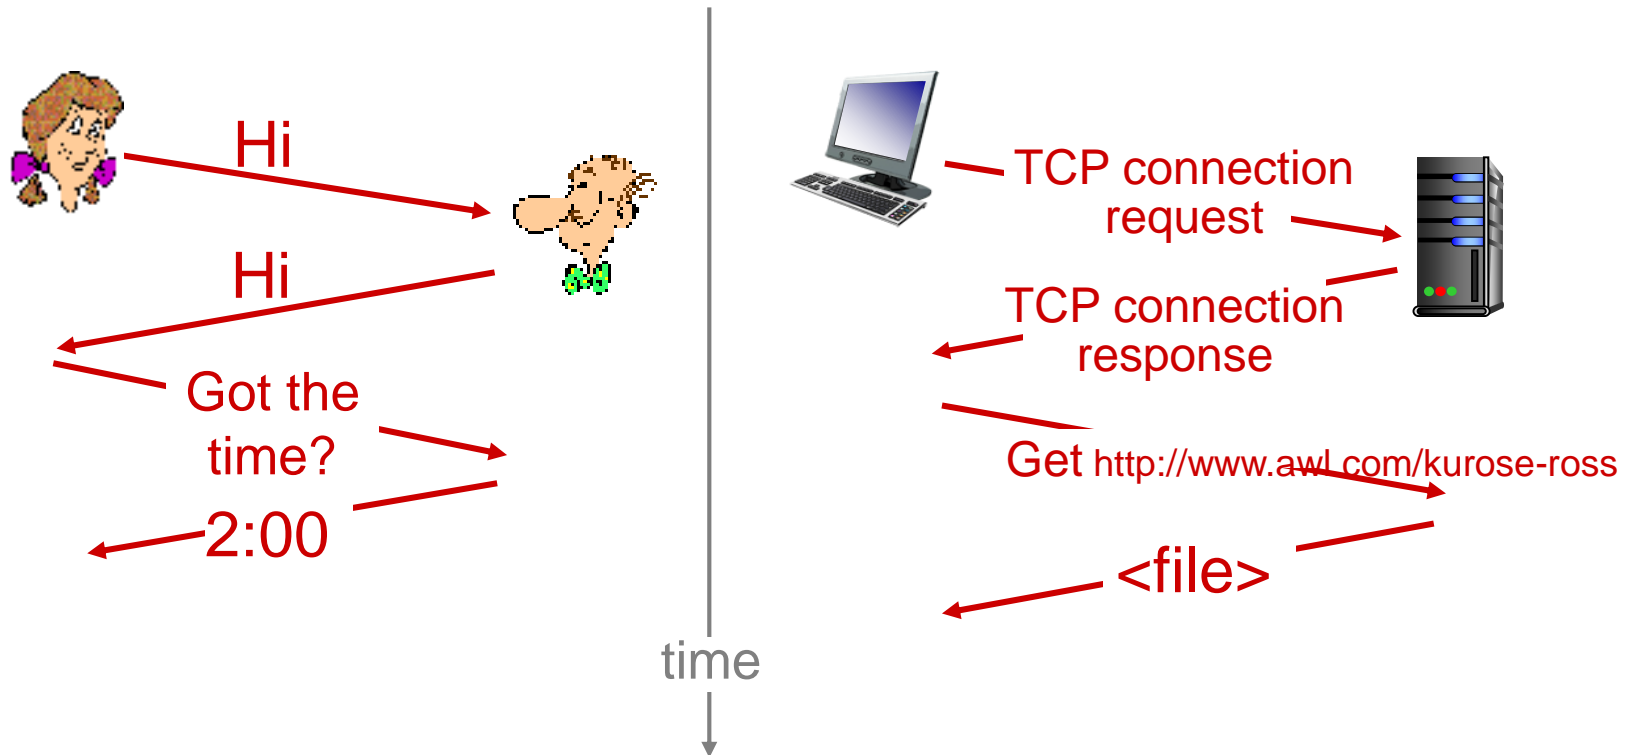 Hi
Hi
Got the
time?
2:00
time
TCP connection
request
TCP connection
response
Get http://www.awl.com/kurose-ross
<file>